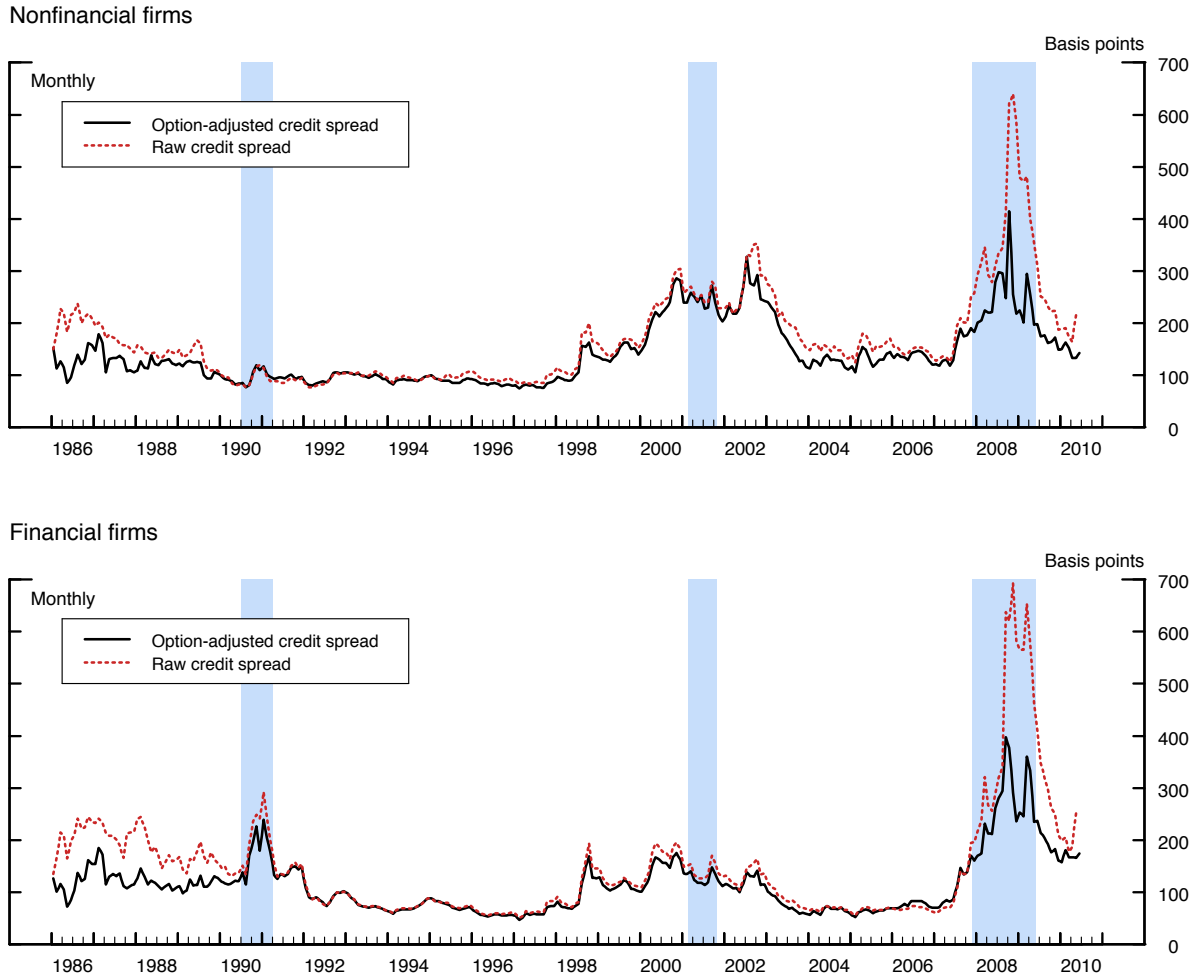 Nonfinancial firms
Basis points
Monthly
Option-adjusted credit spread
Raw credit spread
700
600
500
400
300
200
100
0
1986 1988 1990 1992 1994 1996 1998 2000 2002 2004 2006 2008 2010
Financial firms
Basis points
Monthly
Option-adjusted credit spread
Raw credit spread
700
600
500
400
300
200
100
0
1986 1988 1990 1992 1994 1996 1998 2000 2002 2004 2006 2008 2010